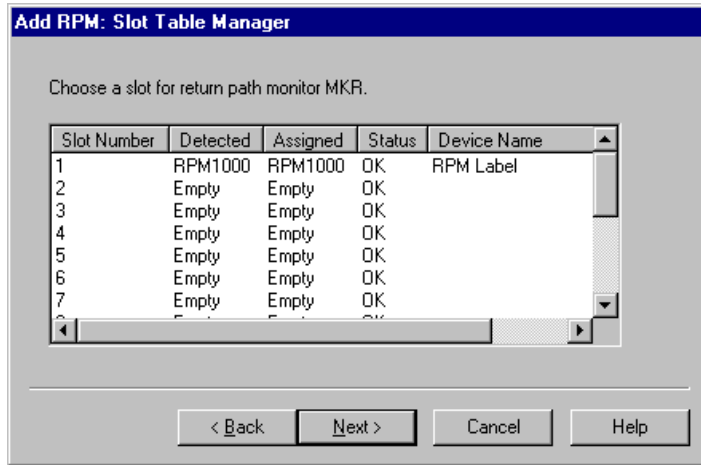 Add RPM: Slot Table Manager
Choose a slot for return path monitor MKR.
Slot Number Detected Assigned Status Device Name
1 RPM1000 RPM1000 OK RPM Label
2 Empty Empty OK
3 Empty Empty OK
4 Empty Empty OK
5 Empty Empty OK
6 Empty Empty OK
7 Empty Empty OK
< Back Next > Cancel Help